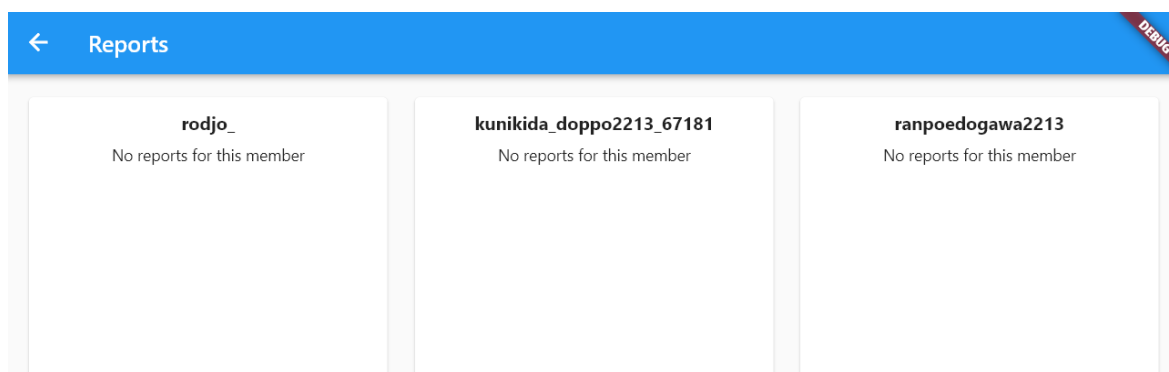 Reports
DEBUG
rodjo_
No reports for this member
kunikida_doppo2213_67181
No reports for this member
ranpoedogawa2213
No reports for this member